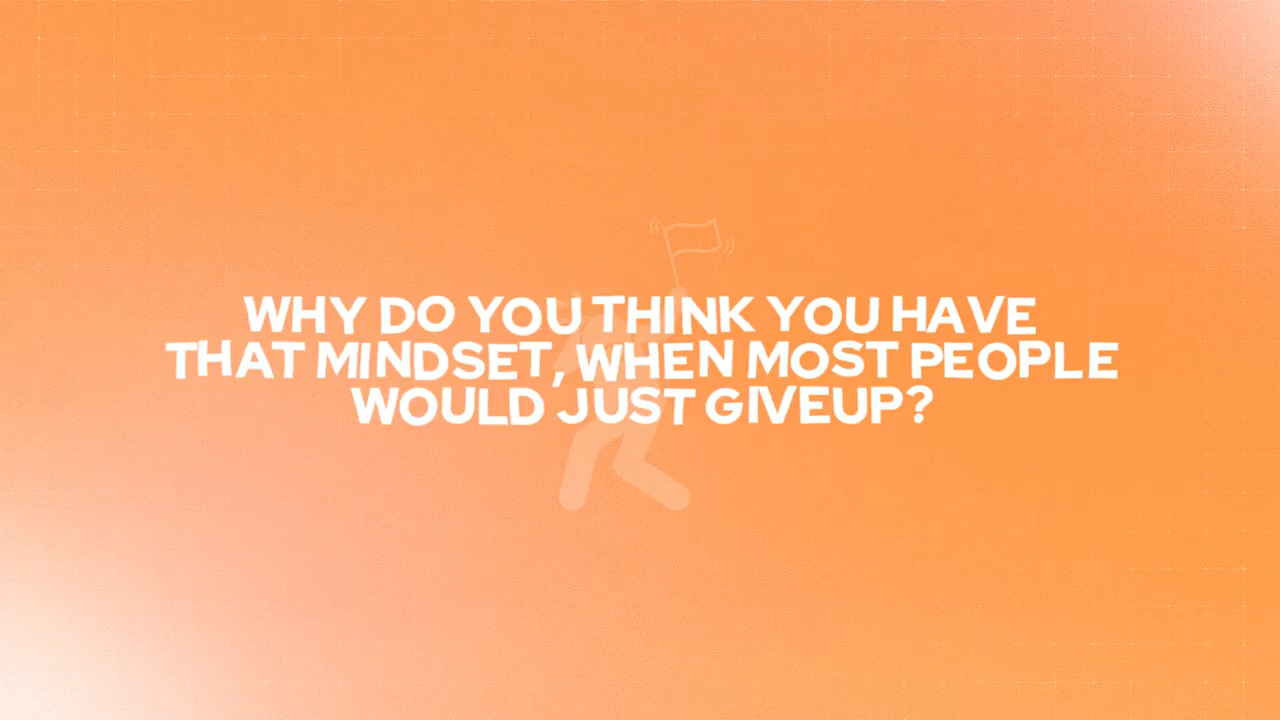 WHY DO YOU THINK YOU HAVE
THAT MINDSET, WHEN MOST PEOPLE
WOULD JUST GIVEUP?